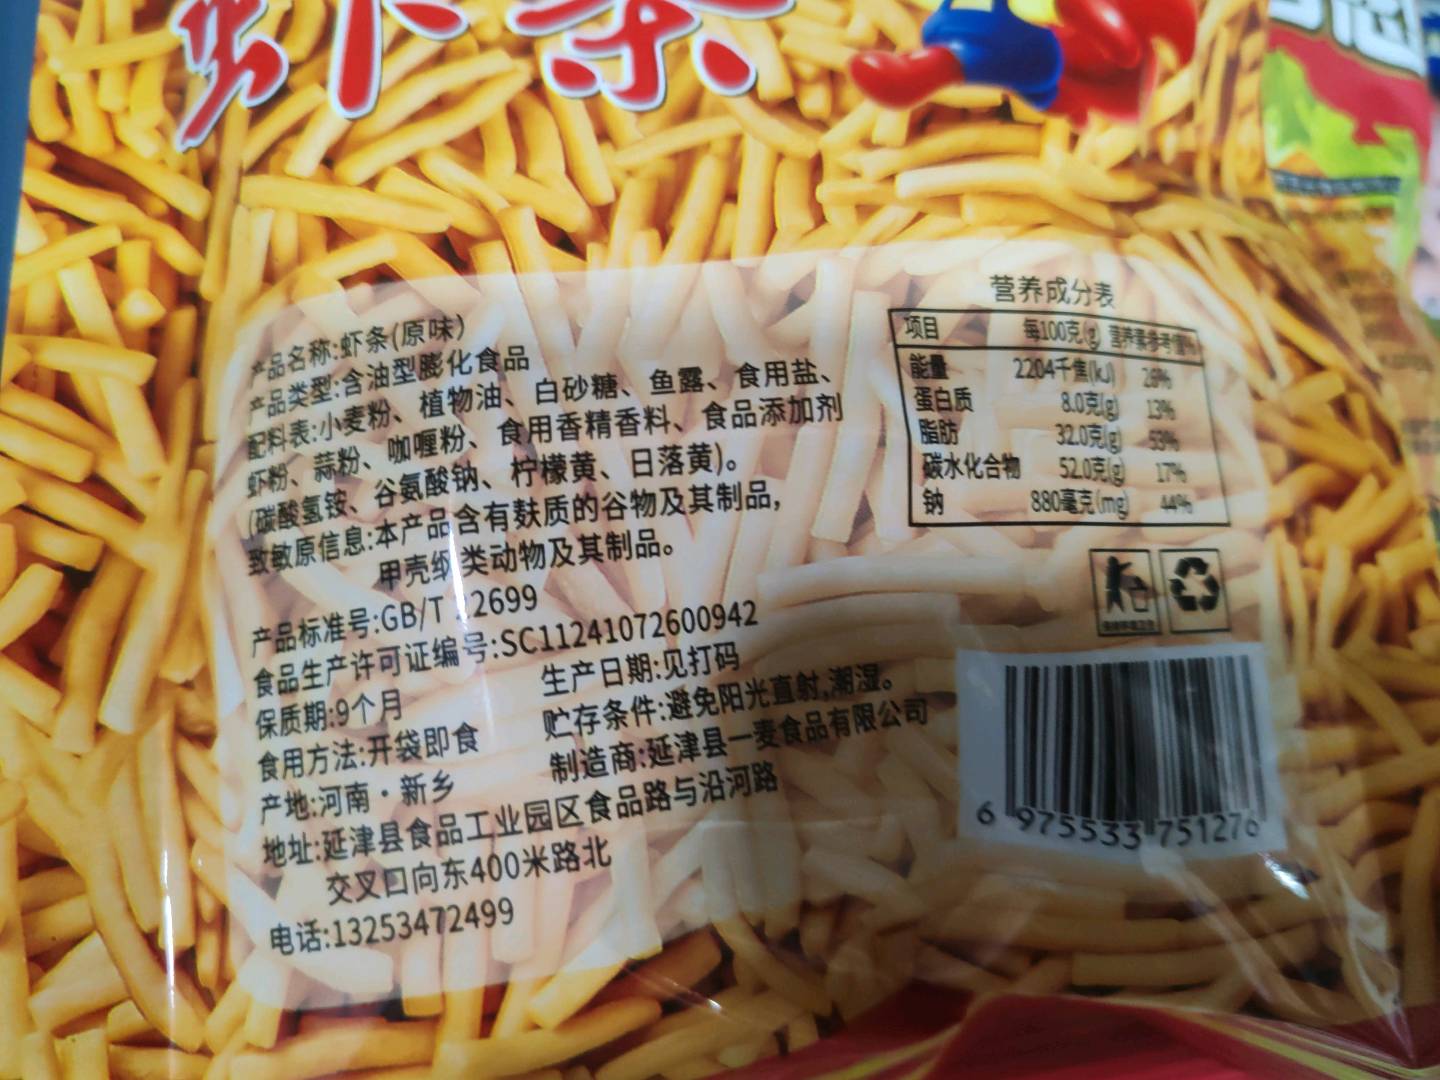 虾条
产品名称:虾条(原味)
产品类型:含油型膨化食品
配料表:小麦粉、植物油、白砂糖、鱼露、食用盐、
虾粉、蒜粉、咖喱粉、食用香精香料、食品添加剂
(碳酸氢铵、谷氨酸钠、柠檬黄、日落黄)。
致敏原信息:本产品含有麸质的谷物及其制品,
甲壳纲类动物及其制品。
产品标准号:GB/T 22699
食品生产许可证编号:SC11241072600942
保质期:9个月 生产日期:见打码
食用方法:开袋即食 贮存条件:避免阳光直射,潮湿。
产地:河南·新乡 制造商:延津县一麦食品有限公司
地址:延津县食品工业园区食品路与沿河路
交叉口向东400米路北
电话:13253472499
营养成分表
项目 每100克(g) 营养素参考值%
能量 2204千焦(kJ) 26%
蛋白质 8.0克(g) 13%
脂肪 32.0克(g) 53%
碳水化合物 52.0克(g) 17%
钠 880毫克(mg) 44%
6 975533 751276